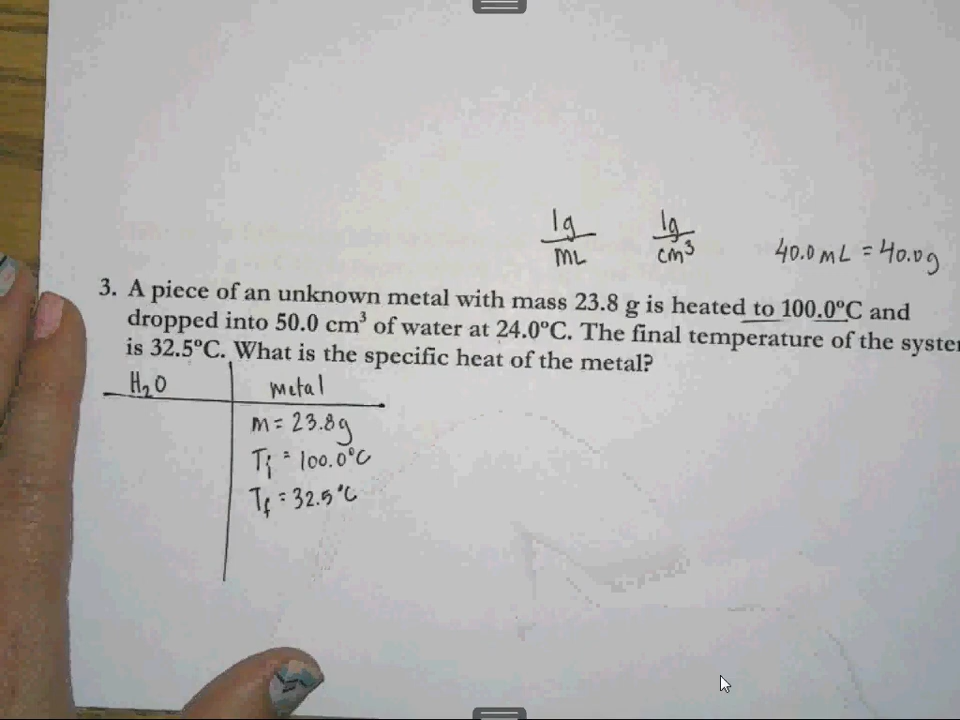 1g/mL 1g/cm³ 40.0 mL = 40.0g
3. A piece of an unknown metal with mass 23.8 g is heated to 100.0°C and
dropped into 50.0 cm³ of water at 24.0°C. The final temperature of the
is 32.5°C. What is the specific heat of the metal?
H₂O metal
m = 23.8g
Ti = 100.0°C
Tf = 32.5°C